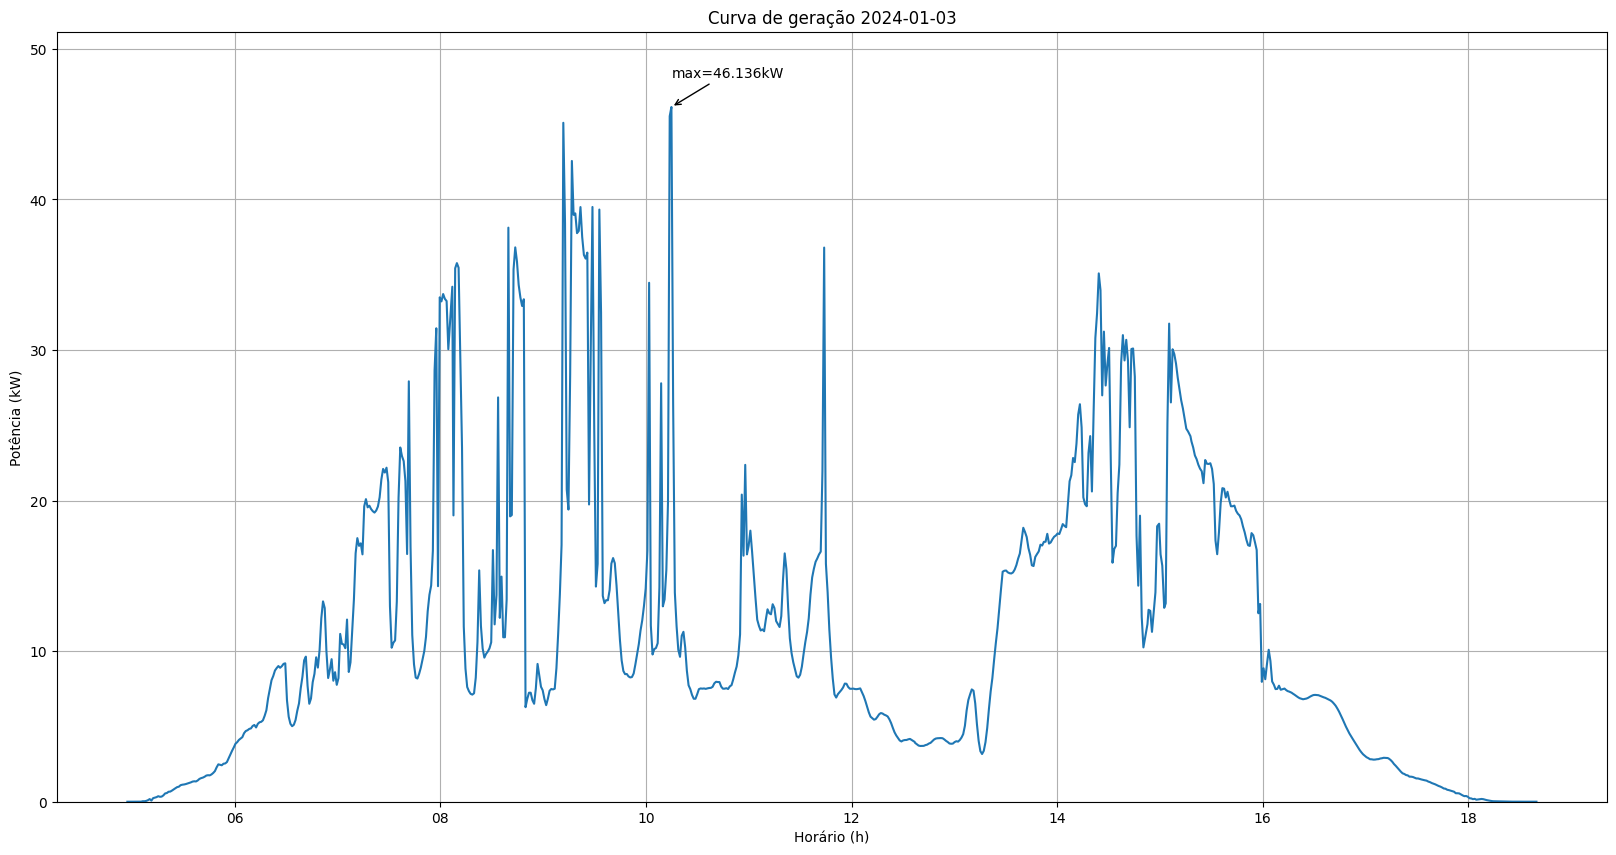 Curva de geração 2024-01-03
max=46.136kW
Potência (kW)
50
40
30
20
10
0
06 08 10 12 14 16 18
Horário (h)